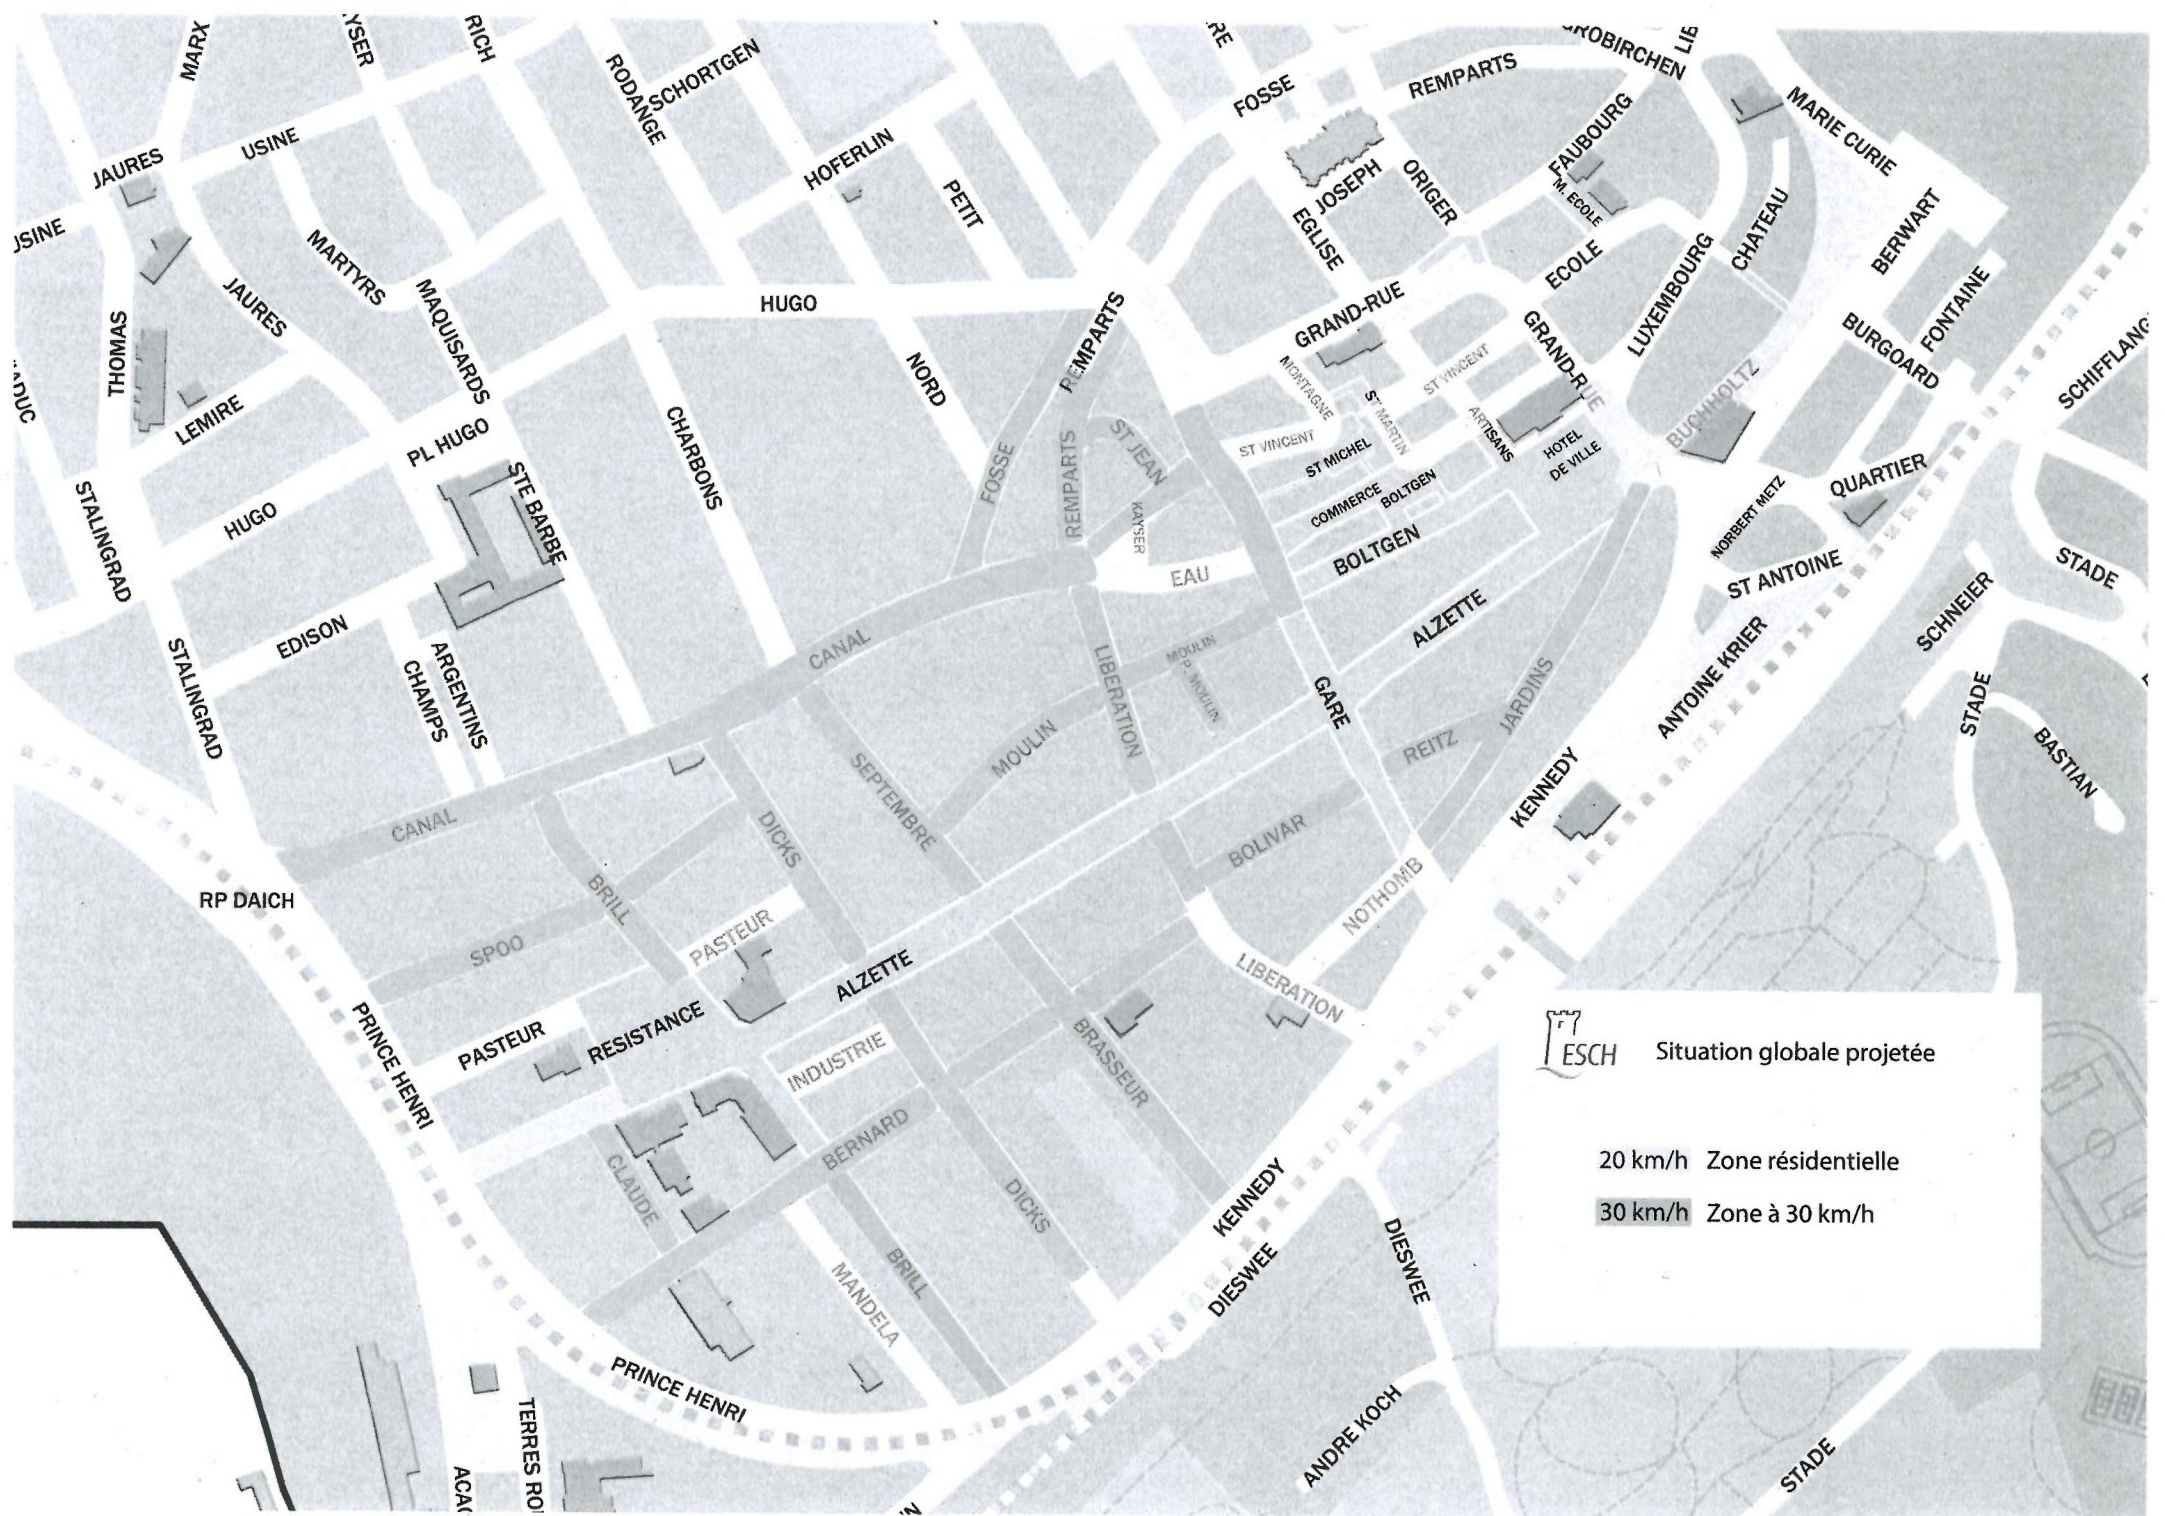 MARX
RICH
RODANGE
SCHORTGEN
FOSSE
REMPARTS
JAURES
USINE
HOFERLIN
PETIT
JOSEPH
ORIGER
FAUBOURG
M. ECOLE
MARIE CURIE
EGLISE
ECOLE
CHATEAU
BERWART
MARTYRS
JAURES
MAQUISARDS
HUGO
REMPARTS
GRAND-RUE
GRAND-RUE
LUXEMBOURG
BURGOARD
FONTAINE
THOMAS
LEMIRE
PL HUGO
STE BARBE
CHARBONS
NORD
FOSSE
REMPARTS
ST JEAN
KAYSER
MONTAGNE
ST VINCENT
ST VINCENT
ST MARTIN
ST MICHEL
ARTISANS
HOTEL
DE VILLE
BUCHHOLTZ
COMMERCE
BOLTGEN
BOLTGEN
NORBERT METZ
QUARTIER
STALINGRAD
HUGO
EDISON
EAU
ALZETTE
ST ANTOINE
STADE
SCHNEIER
STALINGRAD
CHAMPS
ARGENTINS
CANAL
LIBERATION
MOULIN
P. MOULIN
GARE
JARDINS
ANTOINE KRIER
STADE
BASTIAN
CANAL
SEPTEMBRE
MOULIN
REITZ
KENNEDY
DICKS
BOLIVAR
RP DAICH
BRILL
SPOO
PASTEUR
ALZETTE
NOTHOMB
LIBERATION
PRINCE HENRI
PASTEUR
RESISTANCE
INDUSTRIE
BRASSEUR
BERNARD
CLAUDE
DICKS
KENNEDY
DIESWEE
DIESWEE
BRILL
MANDELA
PRINCE HENRI
ANDRE KOCH
STADE
ESCH
Situation globale projetée
20 km/h Zone résidentielle
30 km/h Zone à 30 km/h